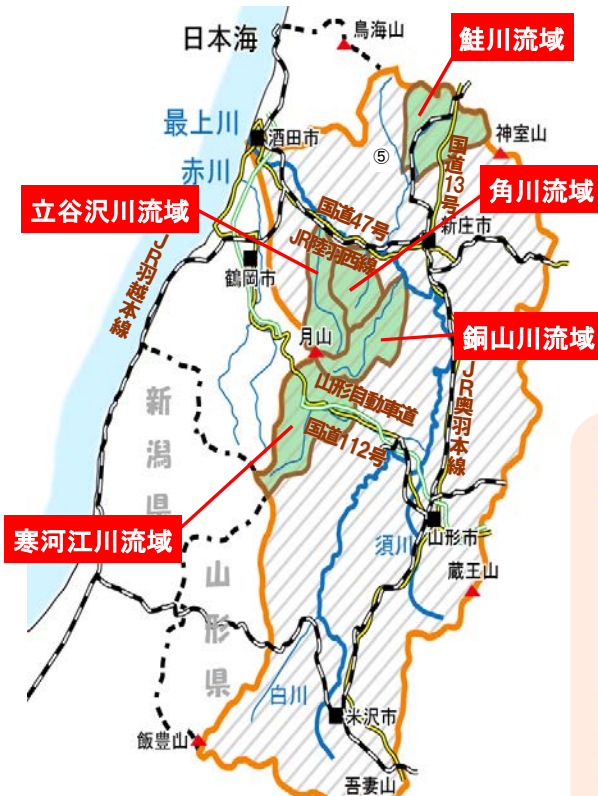 鳥海山
日本海
鮭川流域
最上川
酒田市
⑤
神室山
国道13号
赤川
角川流域
立谷沢川流域
国道47号
新庄市
JR陸羽西線
JR羽越本線
鶴岡市
銅山川流域
月山
山形自動車道
JR奥羽本線
新潟県
国道112号
寒河江川流域
須川
山形市
蔵王山
山形県
白川
米沢市
飯豊山
吾妻山